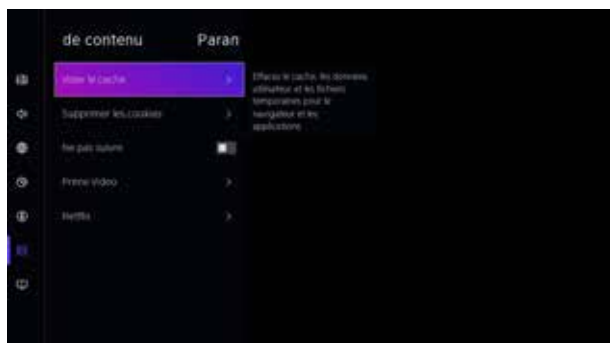 de contenu Paran
Vider le cache
Supprimer les cookies
Ne pas suivre
Prime Video
Netflix
Effacez le cache, les données
utilisateur et les fichiers
temporaires pour le
navigateur et les
applications